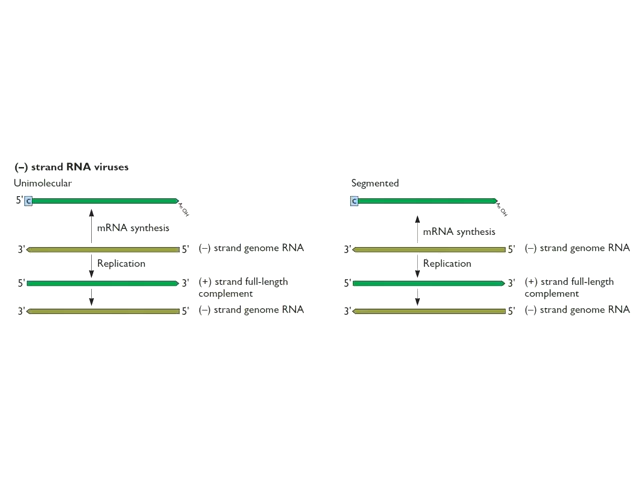 (–) strand RNA viruses
Unimolecular
5' c AnOH
mRNA synthesis
3' 5' (–) strand genome RNA
Replication
5' 3' (+) strand full-length
complement
3' 5' (–) strand genome RNA
Segmented
c AnOH
mRNA synthesis
3' 5' (–) strand genome RNA
Replication
5' 3' (+) strand full-length
complement
3' 5' (–) strand genome RNA